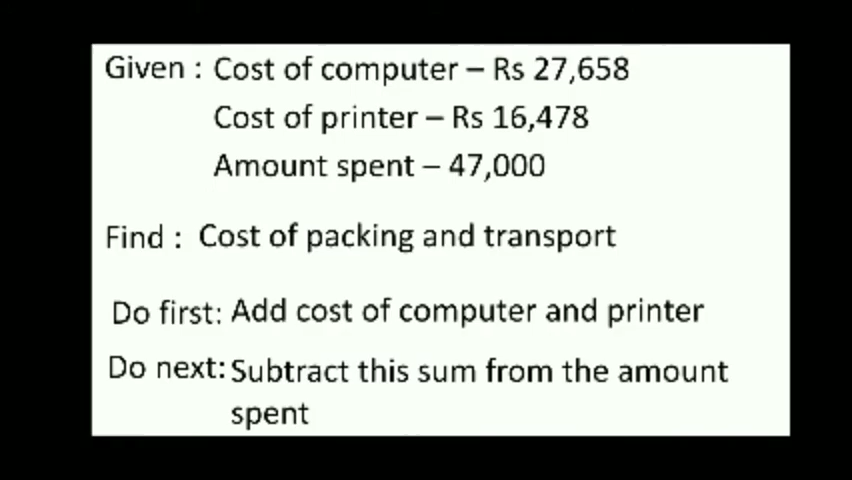 Given : Cost of computer – Rs 27,658
Cost of printer – Rs 16,478
Amount spent – 47,000
Find : Cost of packing and transport
Do first: Add cost of computer and printer
Do next: Subtract this sum from the amount
spent